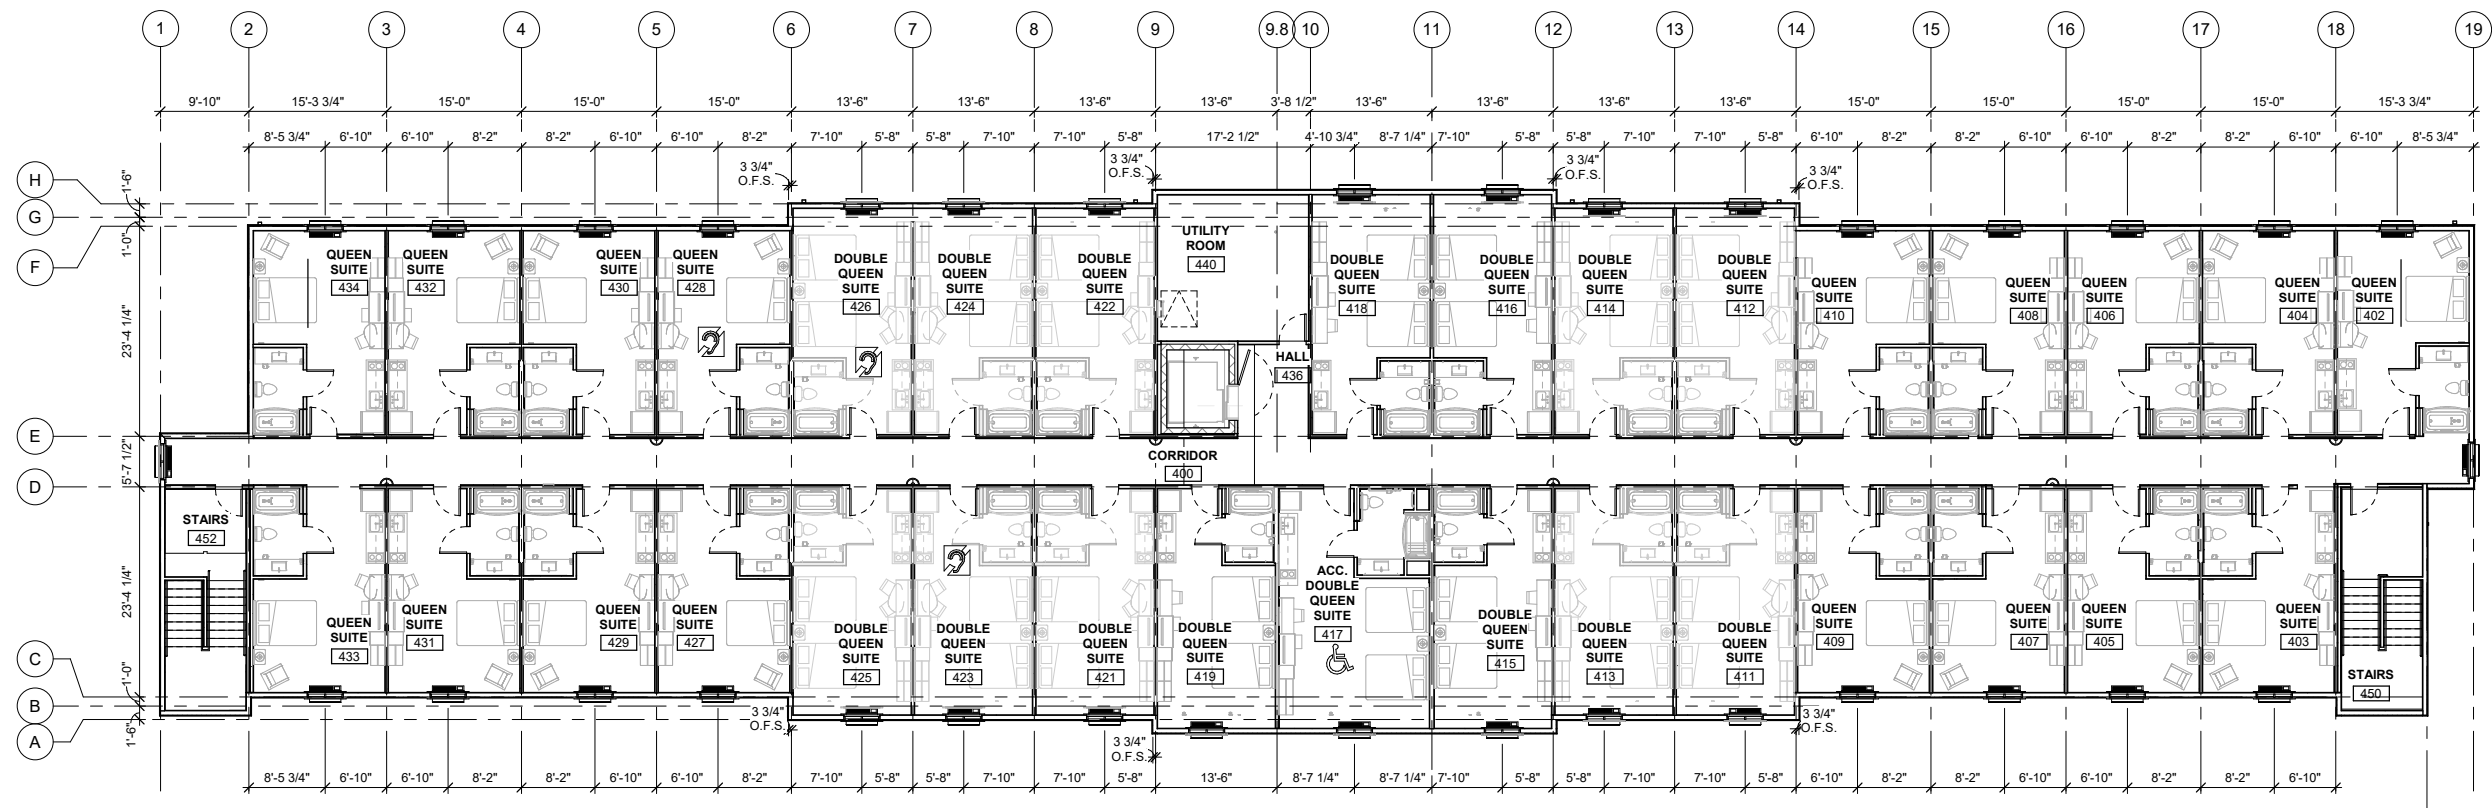 1 2 3 4 5 6 7 8 9 9.8 10 11 12 13 14 15 16 17 18 19
9'-10" 15'-3 3/4" 15'-0" 15'-0" 15'-0" 13'-6" 13'-6" 13'-6" 13'-6" 3'-8 1/2" 13'-6" 13'-6" 13'-6" 13'-6" 15'-0" 15'-0" 15'-0" 15'-0" 15'-3 3/4"
8'-5 3/4" 6'-10" 6'-10" 8'-2" 8'-2" 6'-10" 6'-10" 8'-2" 7'-10" 5'-8" 5'-8" 7'-10" 7'-10" 5'-8" 17'-2 1/2" 4'-10 3/4" 8'-7 1/4" 7'-10" 5'-8" 5'-8" 7'-10" 7'-10" 5'-8" 6'-10" 8'-2" 8'-2" 6'-10" 6'-10" 8'-2" 8'-2" 6'-10" 6'-10" 8'-5 3/4"
3 3/4"
O.F.S.
3 3/4"
O.F.S.
3 3/4"
O.F.S.
3 3/4"
O.F.S.
H
G
F
E
D
C
B
A
1'-6"
1'-0"
23'-4 1/4"
5'-7 1/2"
23'-4 1/4"
1'-0"
1'-6"
QUEEN
SUITE
434
QUEEN
SUITE
432
QUEEN
SUITE
430
QUEEN
SUITE
428
DOUBLE
QUEEN
SUITE
426
DOUBLE
QUEEN
SUITE
424
DOUBLE
QUEEN
SUITE
422
UTILITY
ROOM
440
HALL
436
DOUBLE
QUEEN
SUITE
418
DOUBLE
QUEEN
SUITE
416
DOUBLE
QUEEN
SUITE
414
DOUBLE
QUEEN
SUITE
412
QUEEN
SUITE
410
QUEEN
SUITE
408
QUEEN
SUITE
406
QUEEN
SUITE
404
QUEEN
SUITE
402
CORRIDOR
400
STAIRS
452
QUEEN
SUITE
433
QUEEN
SUITE
431
QUEEN
SUITE
429
QUEEN
SUITE
427
DOUBLE
QUEEN
SUITE
425
DOUBLE
QUEEN
SUITE
423
DOUBLE
QUEEN
SUITE
421
DOUBLE
QUEEN
SUITE
419
ACC.
DOUBLE
QUEEN
SUITE
417
DOUBLE
QUEEN
SUITE
415
DOUBLE
QUEEN
SUITE
413
DOUBLE
QUEEN
SUITE
411
QUEEN
SUITE
409
QUEEN
SUITE
407
QUEEN
SUITE
405
QUEEN
SUITE
403
STAIRS
450
3 3/4"
O.F.S.
3 3/4"
O.F.S.
3 3/4"
O.F.S.
8'-5 3/4" 6'-10" 6'-10" 8'-2" 8'-2" 6'-10" 6'-10" 8'-2" 7'-10" 5'-8" 5'-8" 7'-10" 7'-10" 5'-8" 13'-6" 8'-7 1/4" 8'-7 1/4" 7'-10" 5'-8" 5'-8" 7'-10" 7'-10" 5'-8" 6'-10" 8'-2" 8'-2" 6'-10" 6'-10" 8'-2" 8'-2" 6'-10"